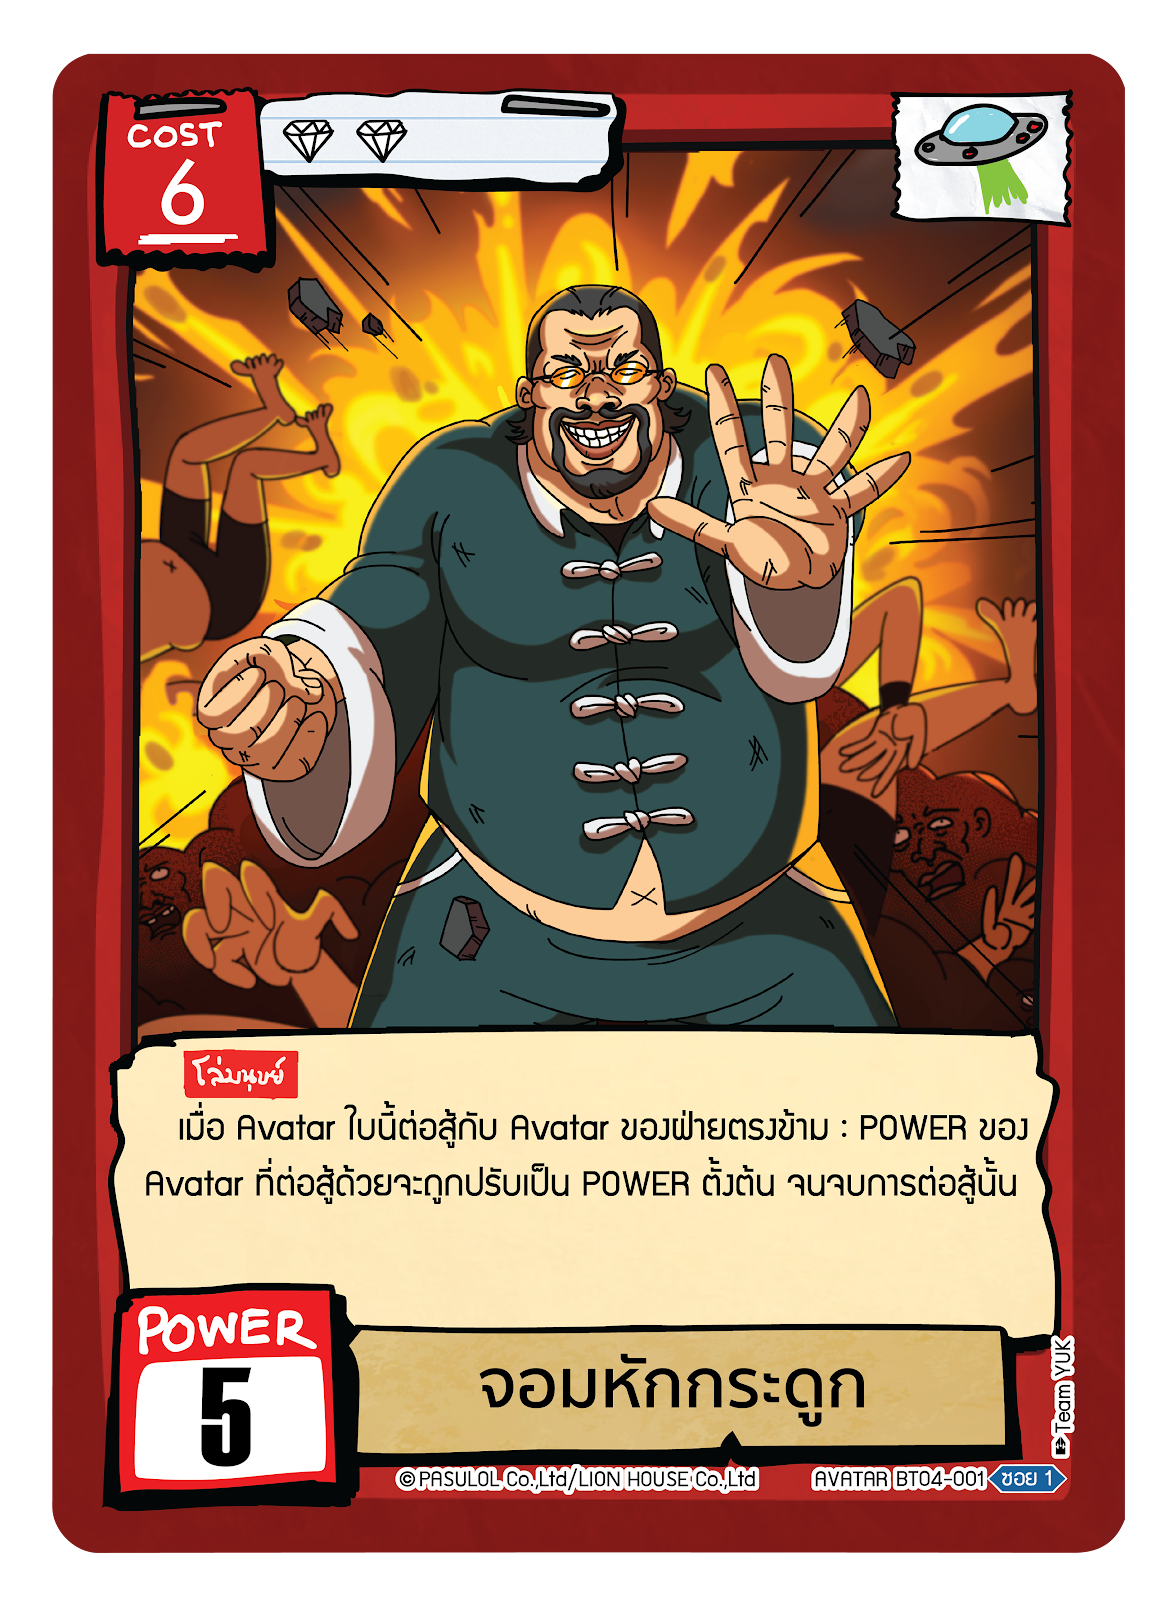 COST
6
โล่มนุษย์
เมื่อ Avatar ใบนี้ต่อสู้กับ Avatar ของฝ่ายตรงข้าม : POWER ของ
Avatar ที่ต่อสู้ด้วยจะถูกปรับเป็น POWER ตั้งต้น จนจบการต่อสู้นั้น
POWER
5
จอมหักกระดูก
Team YUK
© PASULOL Co.,Ltd/LION HOUSE Co.,Ltd
AVATAR BT04-001 ซอย 1